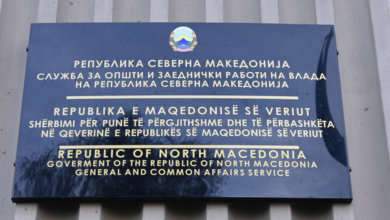 РЕПУБЛИКА СЕВЕРНА МАКЕДОНИЈА
СЛУЖБА ЗА ОПШТИ И ЗАЕДНИЧКИ РАБОТИ НА ВЛАДА
НА РЕПУБЛИКА СЕВЕРНА МАКЕДОНИЈА
REPUBLIKA E MAQEDONISË SË VERIUT
SHËRBIMI PËR PUNË TË PËRGJITSHME DHE TË PËRBASHKËTA
NË QEVERINË E REPUBLIKËS SË MAQEDONISË SË VERIUT
REPUBLIC OF NORTH MACEDONIA
GOVERMENT OF THE REPUBLIC OF NORTH MACEDONIA
GENERAL AND COMMON AFFAIRS SERVICE